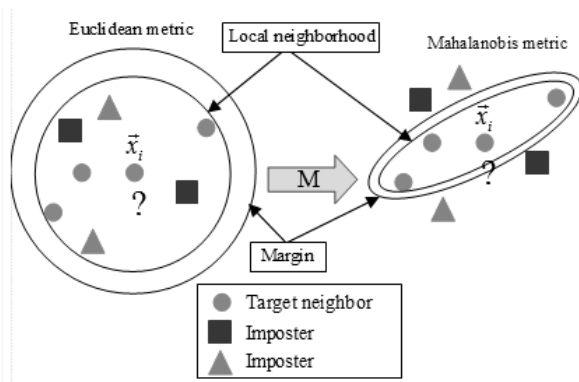 Euclidean metric
Local neighborhood
Mahalanobis metric
x⃗i
?
M
x⃗i
?
Margin
Target neighbor
Imposter
Imposter